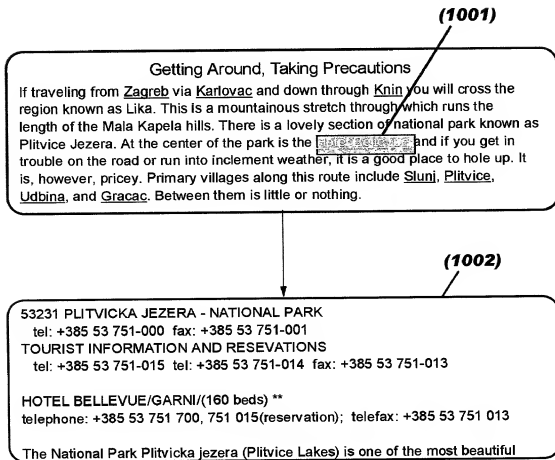 (1001)
Getting Around, Taking Precautions
If traveling from Zagreb via Karlovac and down through Knin you will cross the
region known as Lika. This is a mountainous stretch through which runs the
length of the Mala Kapela hills. There is a lovely section of national park known as
Plitvice Jezera. At the center of the park is the and if you get in
trouble on the road or run into inclement weather, it is a good place to hole up. It
is, however, pricey. Primary villages along this route include Slunj, Plitvice,
Udbina, and Gracac. Between them is little or nothing.
(1002)
53231 PLITVICKA JEZERA - NATIONAL PARK
tel: +385 53 751-000 fax: +385 53 751-001
TOURIST INFORMATION AND RESEVATIONS
tel: +385 53 751-015 tel: +385 53 751-014 fax: +385 53 751-013
HOTEL BELLEVUE/GARNI/(160 beds) **
telephone: +385 53 751 700, 751 015(reservation); telefax: +385 53 751 013
The National Park Plitvicka jezera (Plitvice Lakes) is one of the most beautiful